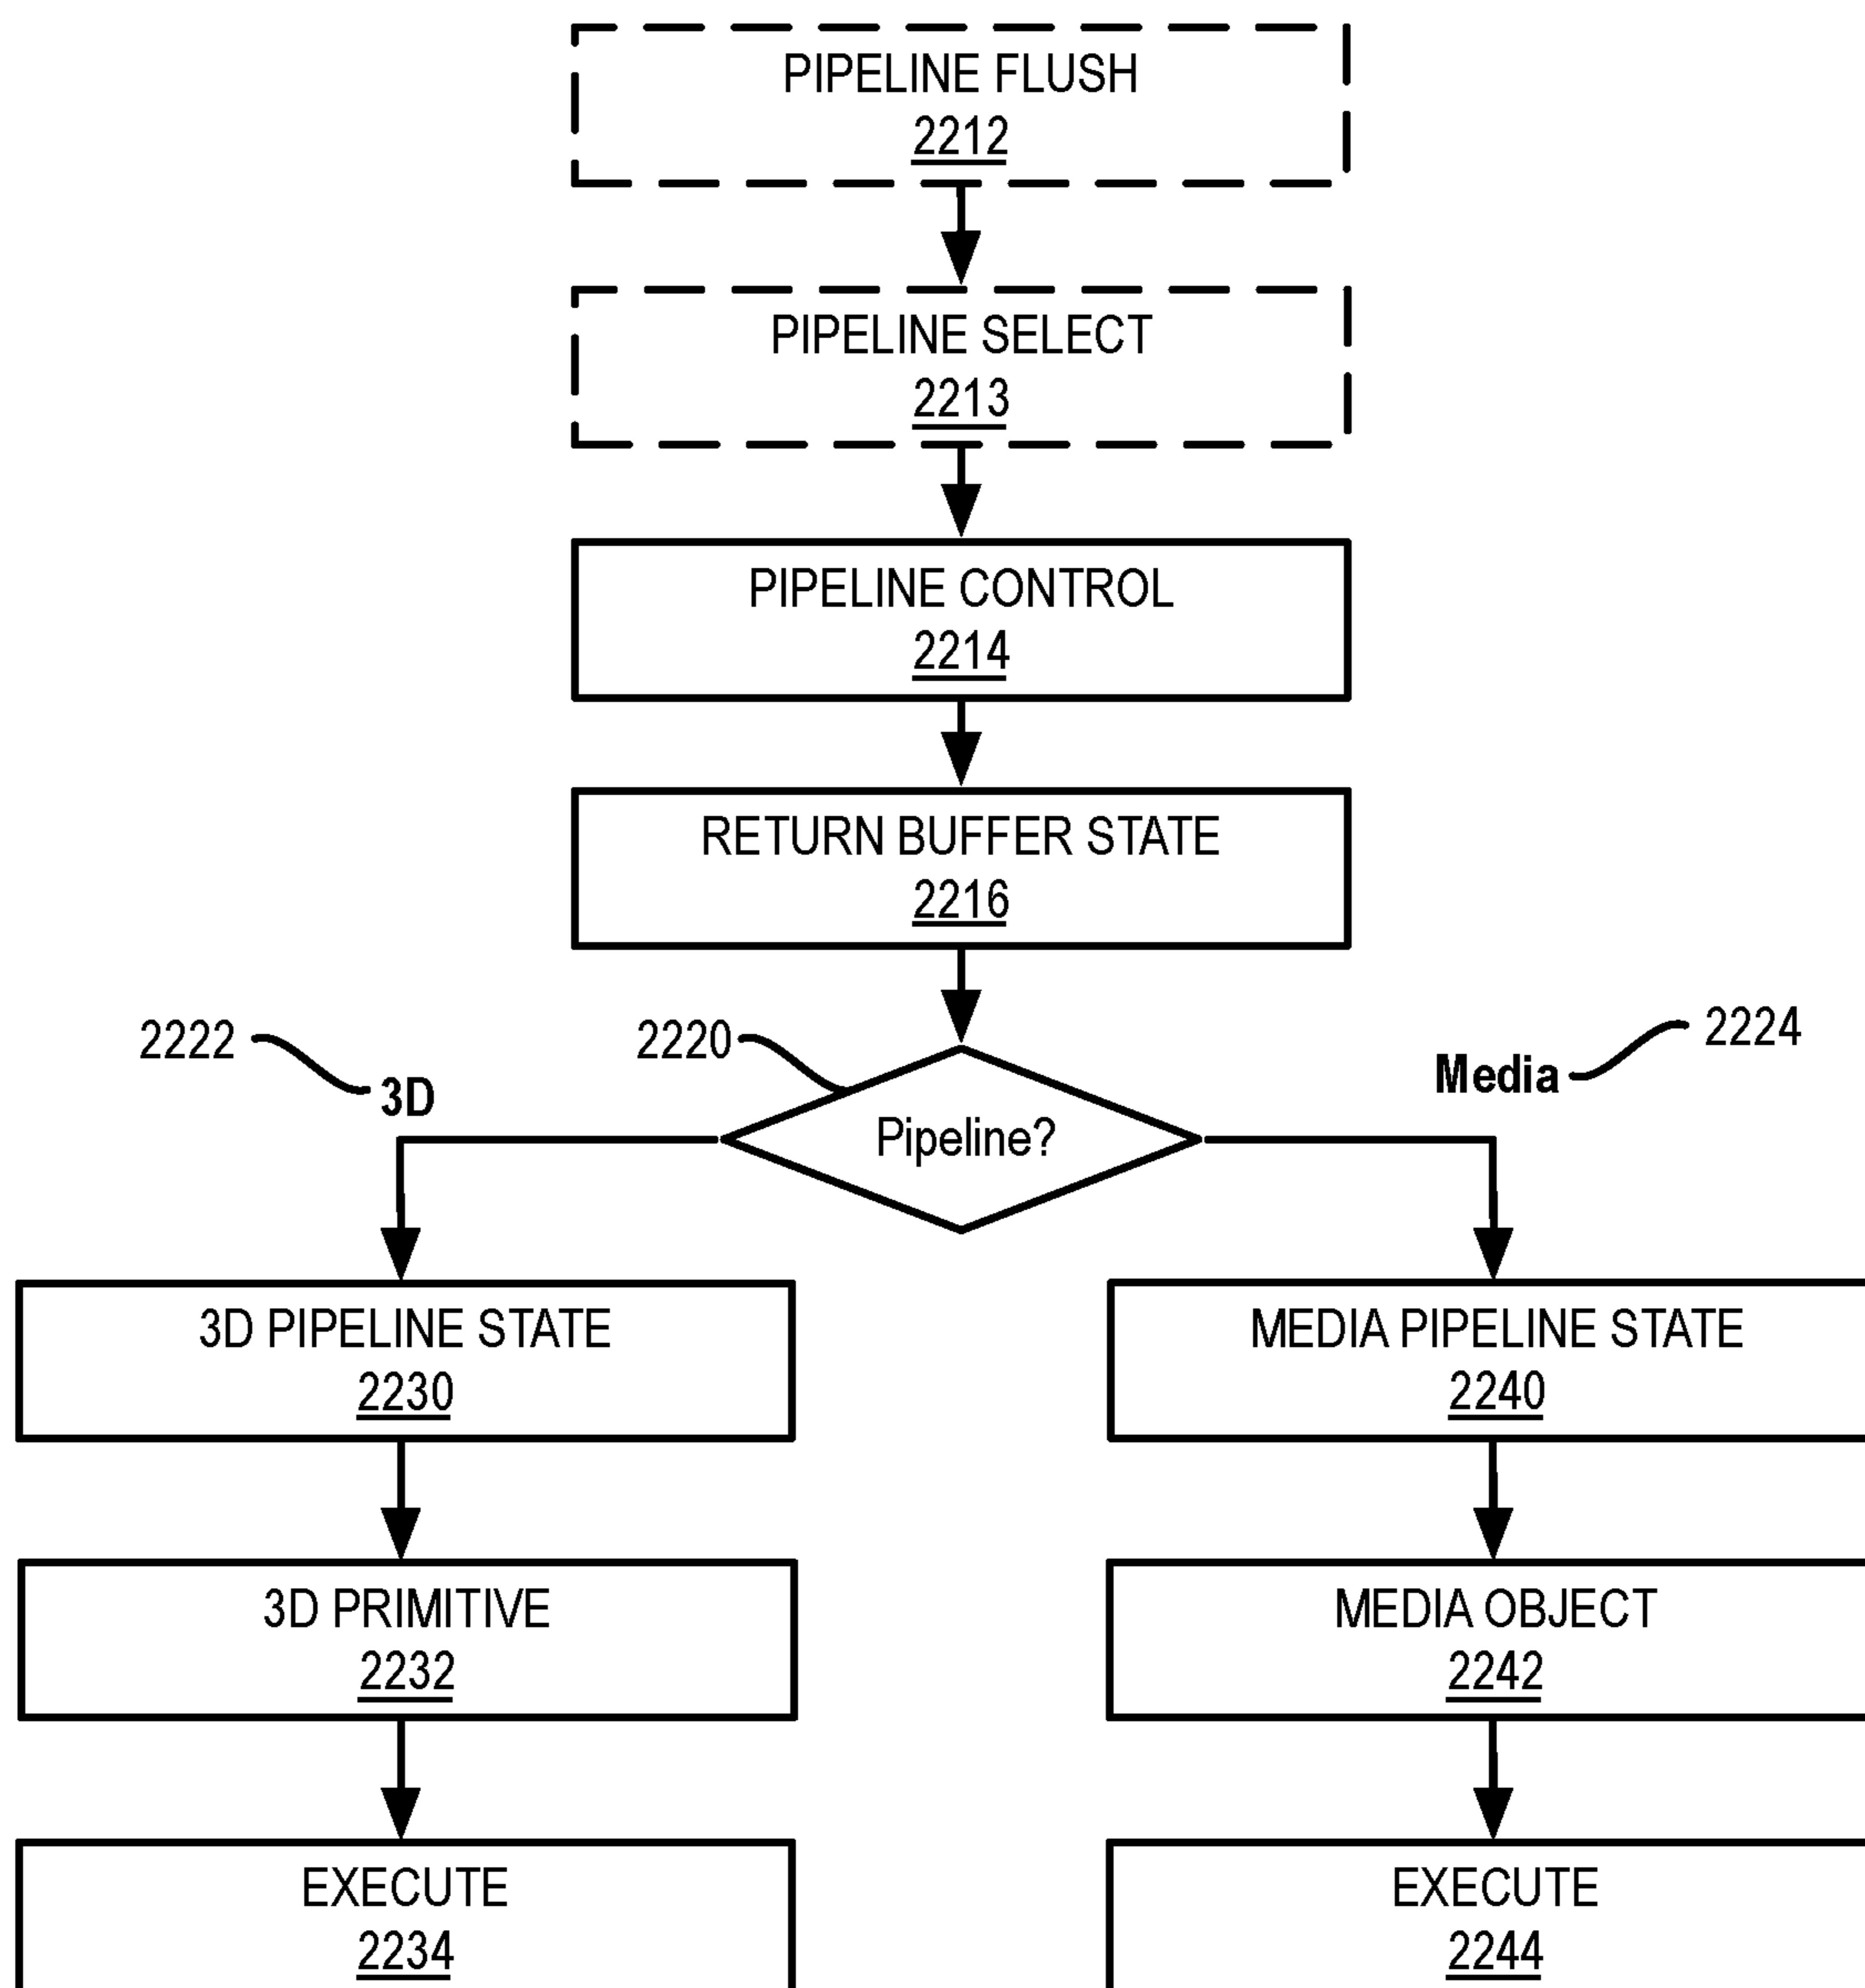 PIPELINE FLUSH
2212
PIPELINE SELECT
2213
PIPELINE CONTROL
2214
RETURN BUFFER STATE
2216
2222
3D
2220
Pipeline?
Media
2224
3D PIPELINE STATE
2230
MEDIA PIPELINE STATE
2240
3D PRIMITIVE
2232
MEDIA OBJECT
2242
EXECUTE
2234
EXECUTE
2244